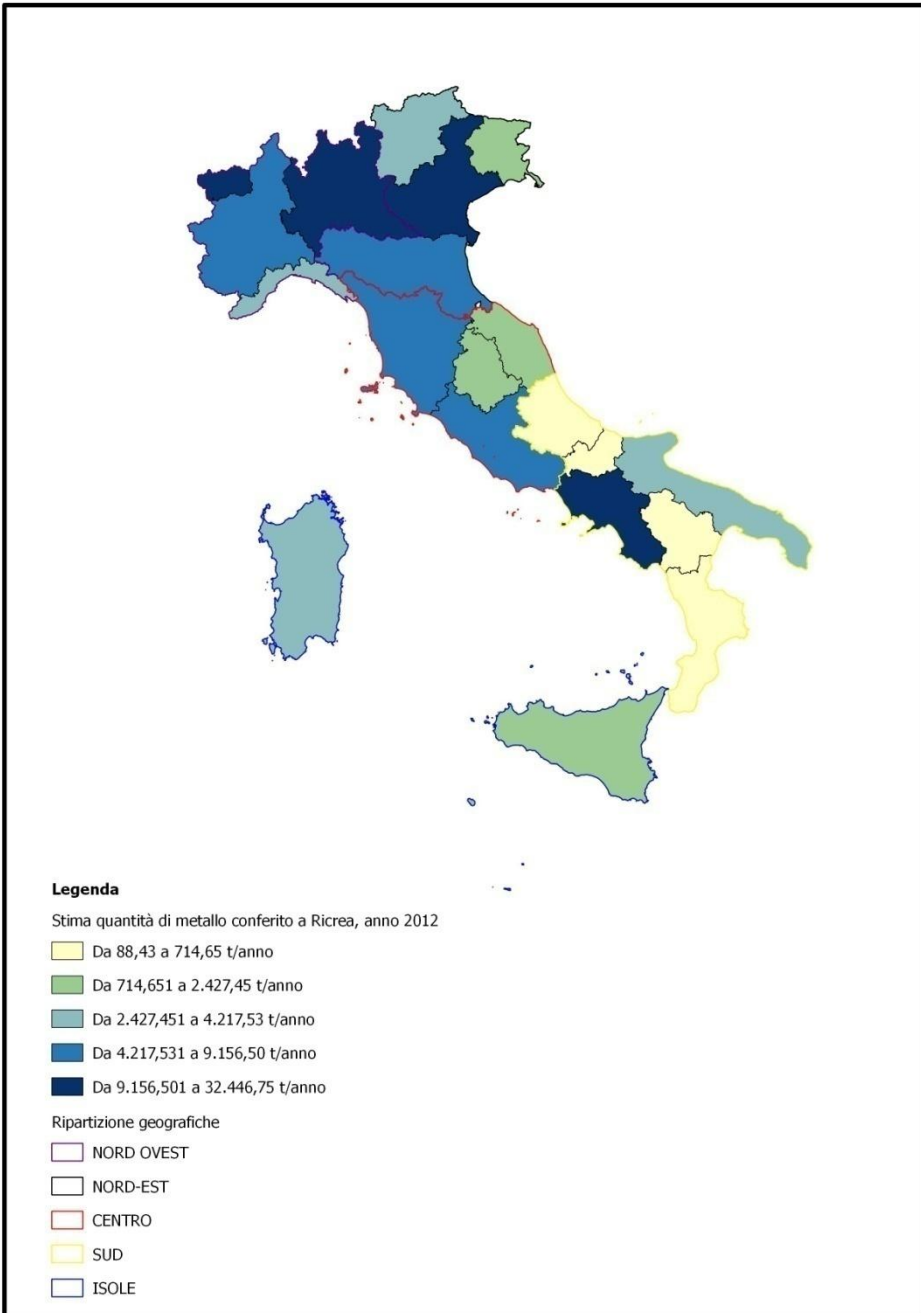 Legenda
Stima quantità di metallo conferito a Ricrea, anno 2012
Da 88,43 a 714,65 t/anno
Da 714,651 a 2.427,45 t/anno
Da 2.427,451 a 4.217,53 t/anno
Da 4.217,531 a 9.156,50 t/anno
Da 9.156,501 a 32.446,75 t/anno
Ripartizione geografiche
NORD OVEST
NORD-EST
CENTRO
SUD
ISOLE